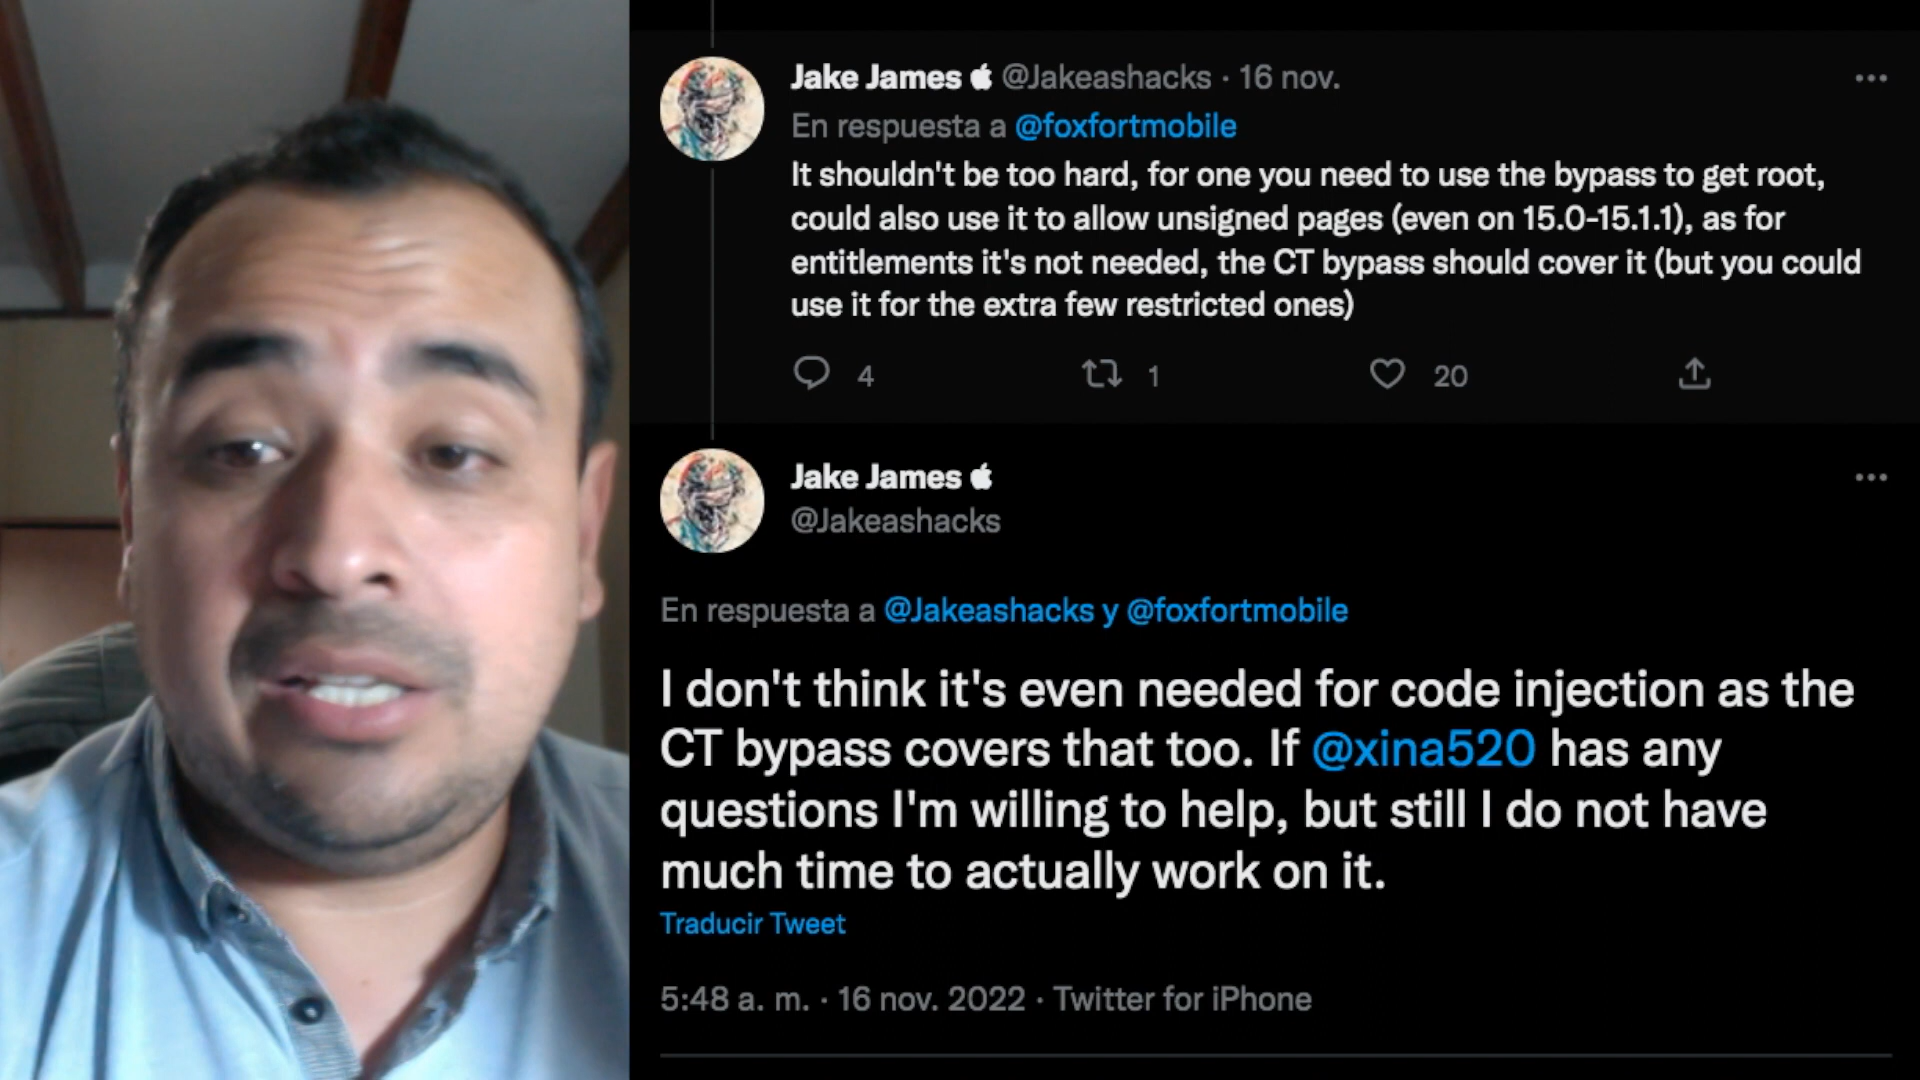 Jake James @Jakeashacks · 16 nov.
En respuesta a @foxfortmobile
It shouldn't be too hard, for one you need to use the bypass to get root,
could also use it to allow unsigned pages (even on 15.0-15.1.1), as for
entitlements it's not needed, the CT bypass should cover it (but you could
use it for the extra few restricted ones)
4 1 20
Jake James
@Jakeashacks
En respuesta a @Jakeashacks y @foxfortmobile
I don't think it's even needed for code injection as the
CT bypass covers that too. If @xina520 has any
questions I'm willing to help, but still I do not have
much time to actually work on it.
Traducir Tweet
5:48 a. m. · 16 nov. 2022 · Twitter for iPhone